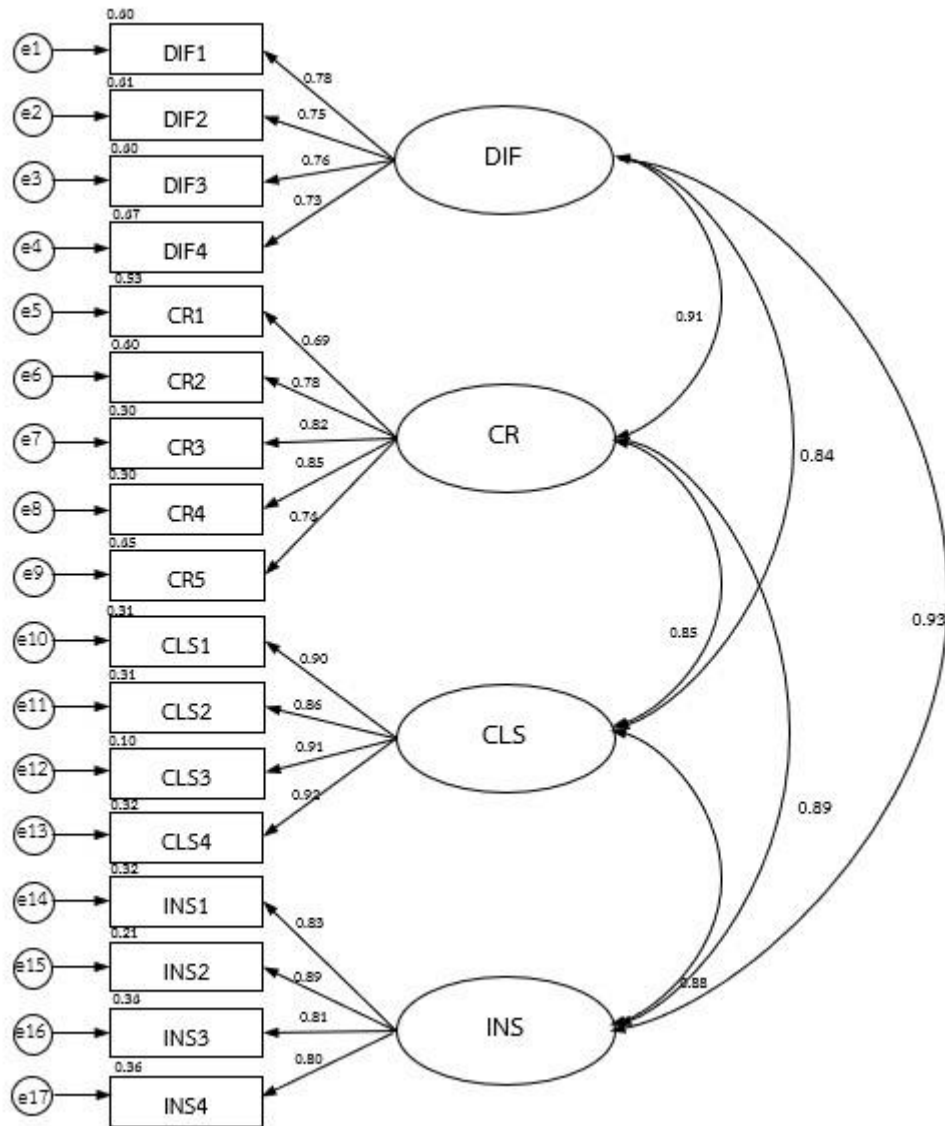 0.60
e1
DIF1
0.78
0.61
e2
DIF2
0.75
0.60
e3
DIF3
0.76
0.67
e4
DIF4
0.73
DIF
0.53
e5
CR1
0.69
0.91
0.60
e6
CR2
0.78
0.30
e7
CR3
0.82
CR
0.84
0.30
e8
CR4
0.85
0.65
e9
CR5
0.76
0.31
e10
CLS1
0.90
0.85
0.93
0.31
e11
CLS2
0.86
0.10
e12
CLS3
0.91
CLS
0.32
e13
CLS4
0.92
0.89
0.32
e14
INS1
0.83
0.21
e15
INS2
0.89
0.88
0.36
e16
INS3
0.81
INS
0.36
e17
INS4
0.80